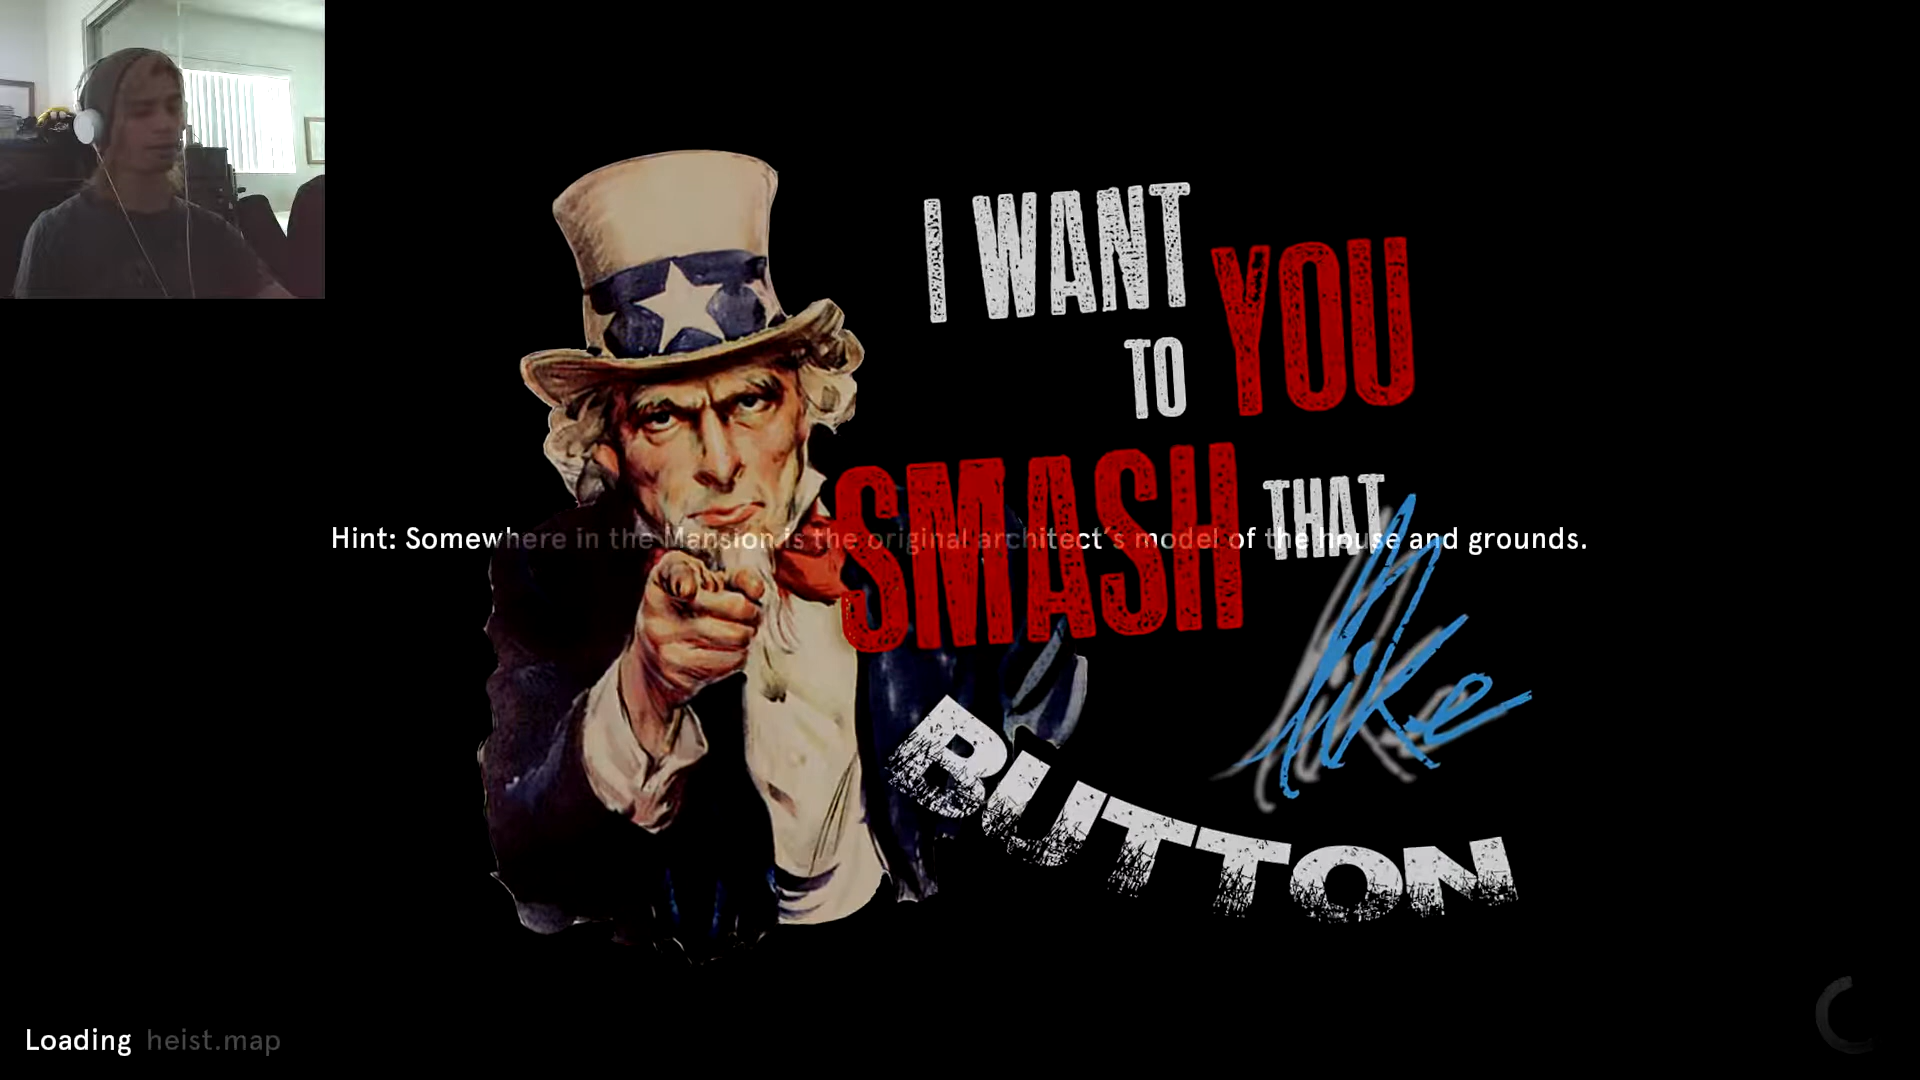 I WANT
YOU
TO
SMASH
THAT
Hint: Somewhere in the Mansion is the original architect's model of the house and grounds.
like
BUTTON
Loading heist.map